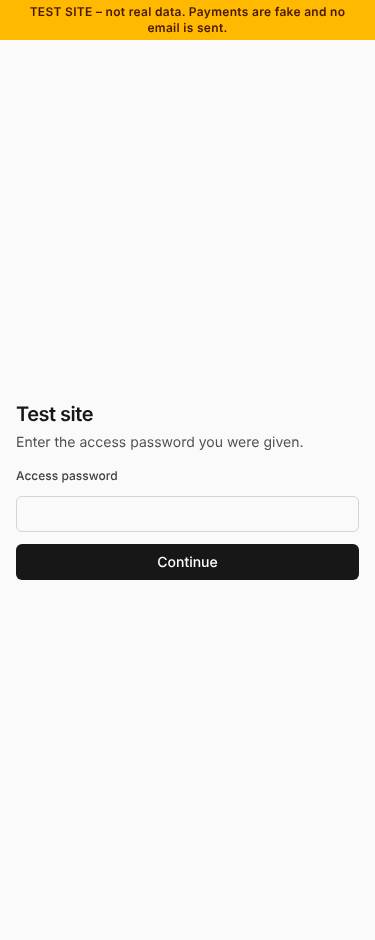 TEST SITE – not real data. Payments are fake and no
email is sent.
Test site
Enter the access password you were given.
Access password
Continue